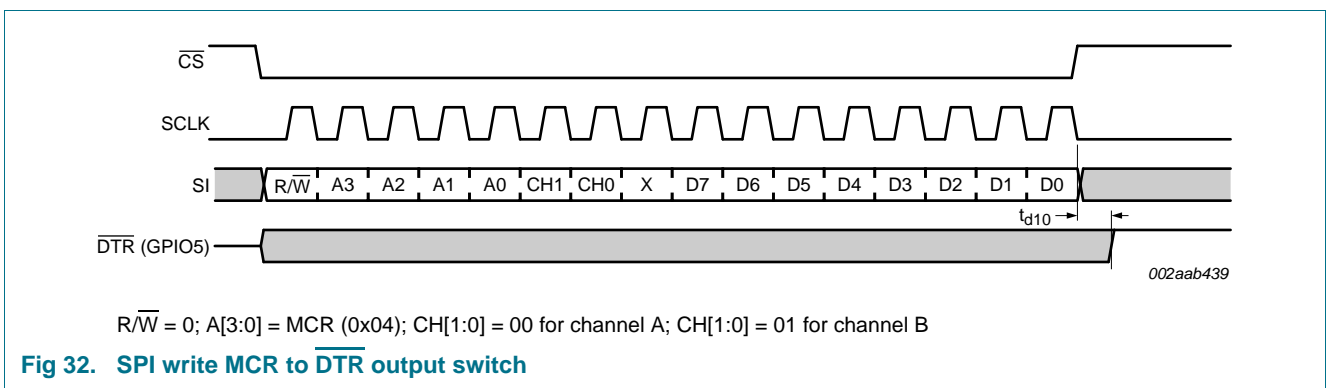 CS
SCLK
SI R/W A3 A2 A1 A0 CH1 CH0 X D7 D6 D5 D4 D3 D2 D1 D0
td10
DTR (GPIO5)
002aab439
R/W = 0; A[3:0] = MCR (0x04); CH[1:0] = 00 for channel A; CH[1:0] = 01 for channel B
Fig 32. SPI write MCR to DTR output switch